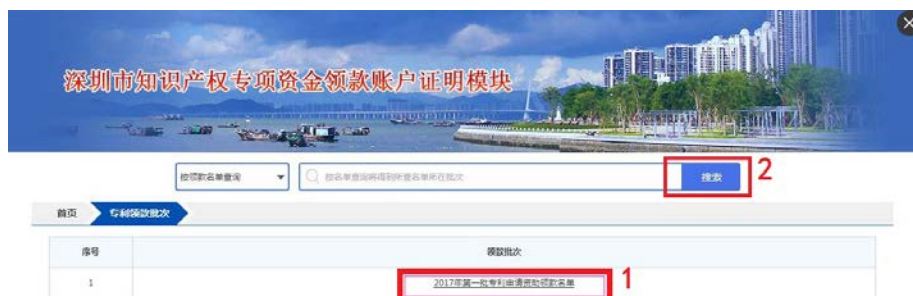 深圳市知识产权专项资金领款账户证明模块
按领款名单查询
按名单查询将得到所查名单所在批次
搜索
2
首页
专利领款批次
序号
领款批次
1
2017年第一批专利申请资助领款名单
1